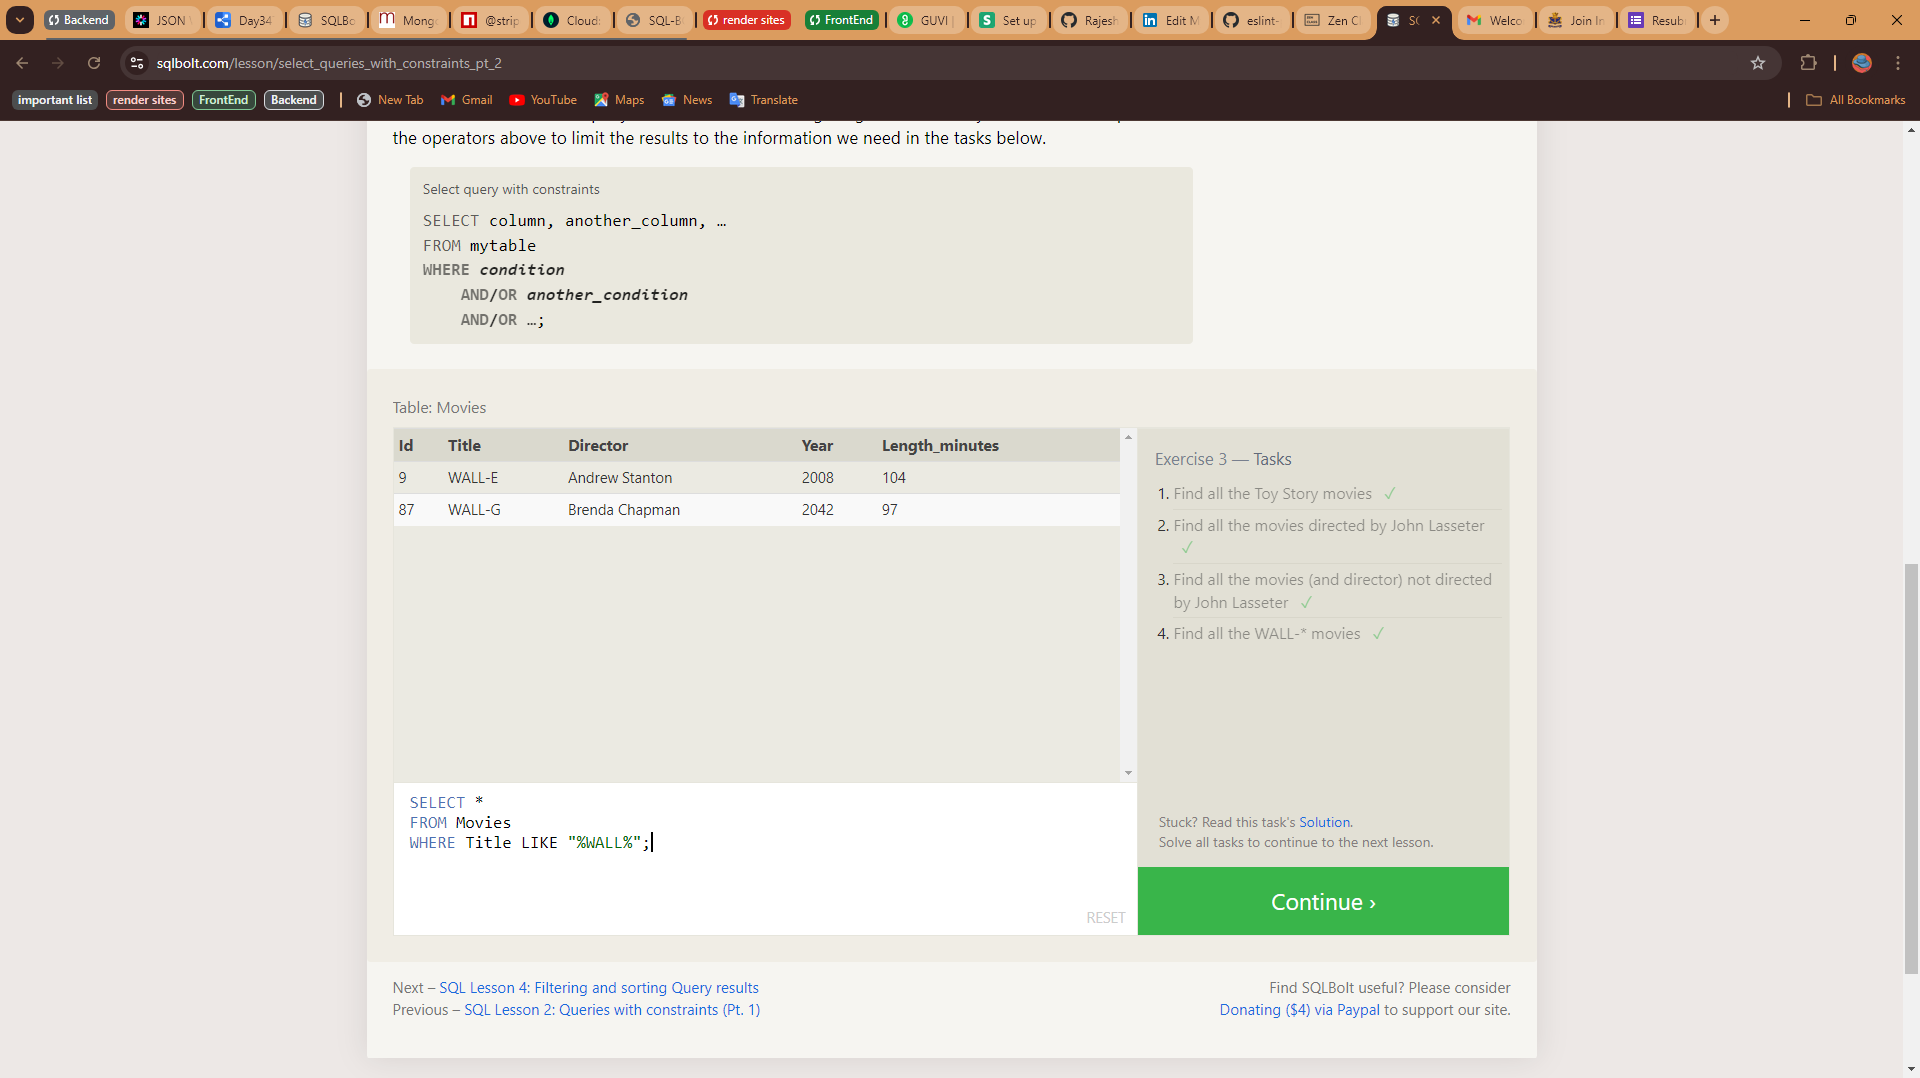 Backend
JSON
Day34
SQLBo
Mong
@strip
Cloud
SQL-B
render sites
FrontEnd
GUVI
Set up
Rajesh
Edit M
eslint-
Zen Cl
Welco
Join In
Resub
sqlbolt.com/lesson/select_queries_with_constraints_pt_2
important list
render sites
FrontEnd
Backend
New Tab
Gmail
YouTube
Maps
News
Translate
All Bookmarks
the operators above to limit the results to the information we need in the tasks below.
Select query with constraints
SELECT column, another_column, …
FROM mytable
WHERE condition
AND/OR another_condition
AND/OR …;
Table: Movies
Id Title Director Year Length_minutes
9 WALL-E Andrew Stanton 2008 104
87 WALL-G Brenda Chapman 2042 97
Exercise 3 — Tasks
1. Find all the Toy Story movies ✓
2. Find all the movies directed by John Lasseter
✓
3. Find all the movies (and director) not directed
by John Lasseter ✓
4. Find all the WALL-* movies ✓
SELECT *
FROM Movies
WHERE Title LIKE "%WALL%";
RESET
Stuck? Read this task's Solution.
Solve all tasks to continue to the next lesson.
Continue ›
Next – SQL Lesson 4: Filtering and sorting Query results
Previous – SQL Lesson 2: Queries with constraints (Pt. 1)
Find SQLBolt useful? Please consider
Donating ($4) via Paypal to support our site.